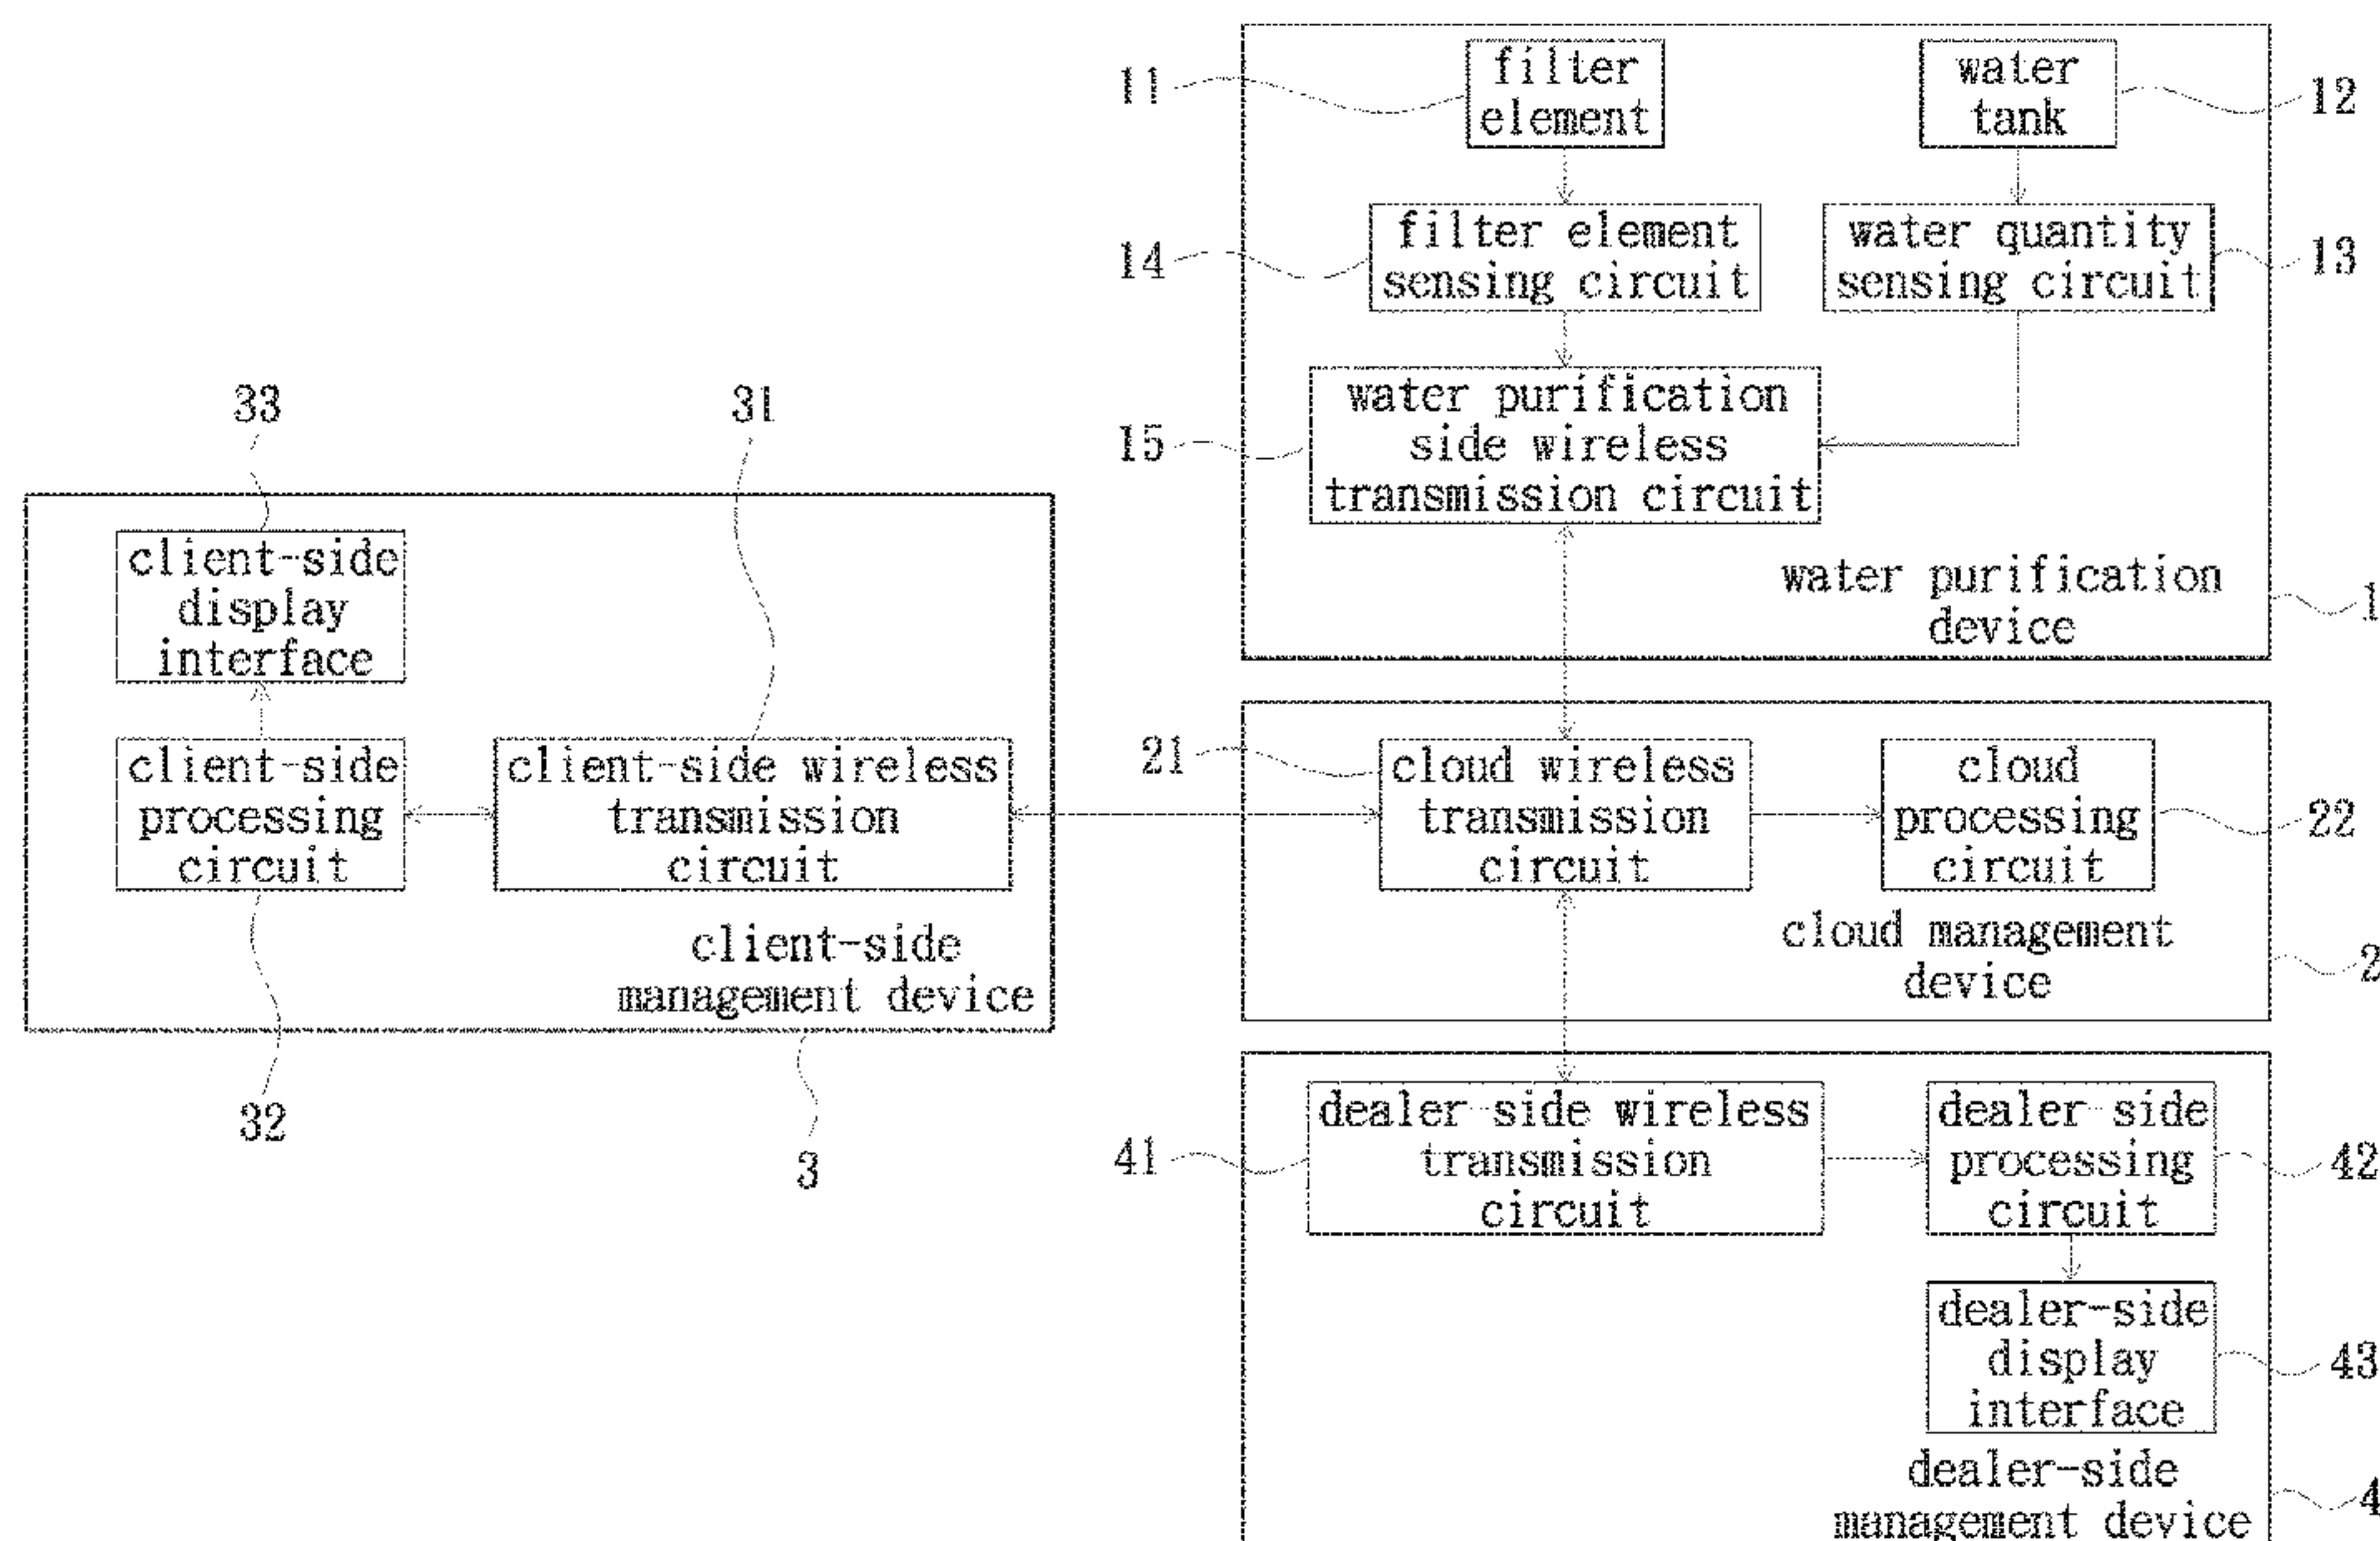 11
filter
element
water
tank
12
14
filter element
sensing circuit
water quantity
sensing circuit
13
15
water purification
side wireless
transmission circuit
water purification
device
1
33
31
client-side
display
interface
client-side
processing
circuit
client-side wireless
transmission
circuit
client-side
management device
32
3
21
cloud wireless
transmission
circuit
cloud
processing
circuit
22
cloud management
device
2
41
dealer-side wireless
transmission
circuit
dealer-side
processing
circuit
42
dealer-side
display
interface
43
dealer-side
management device
4